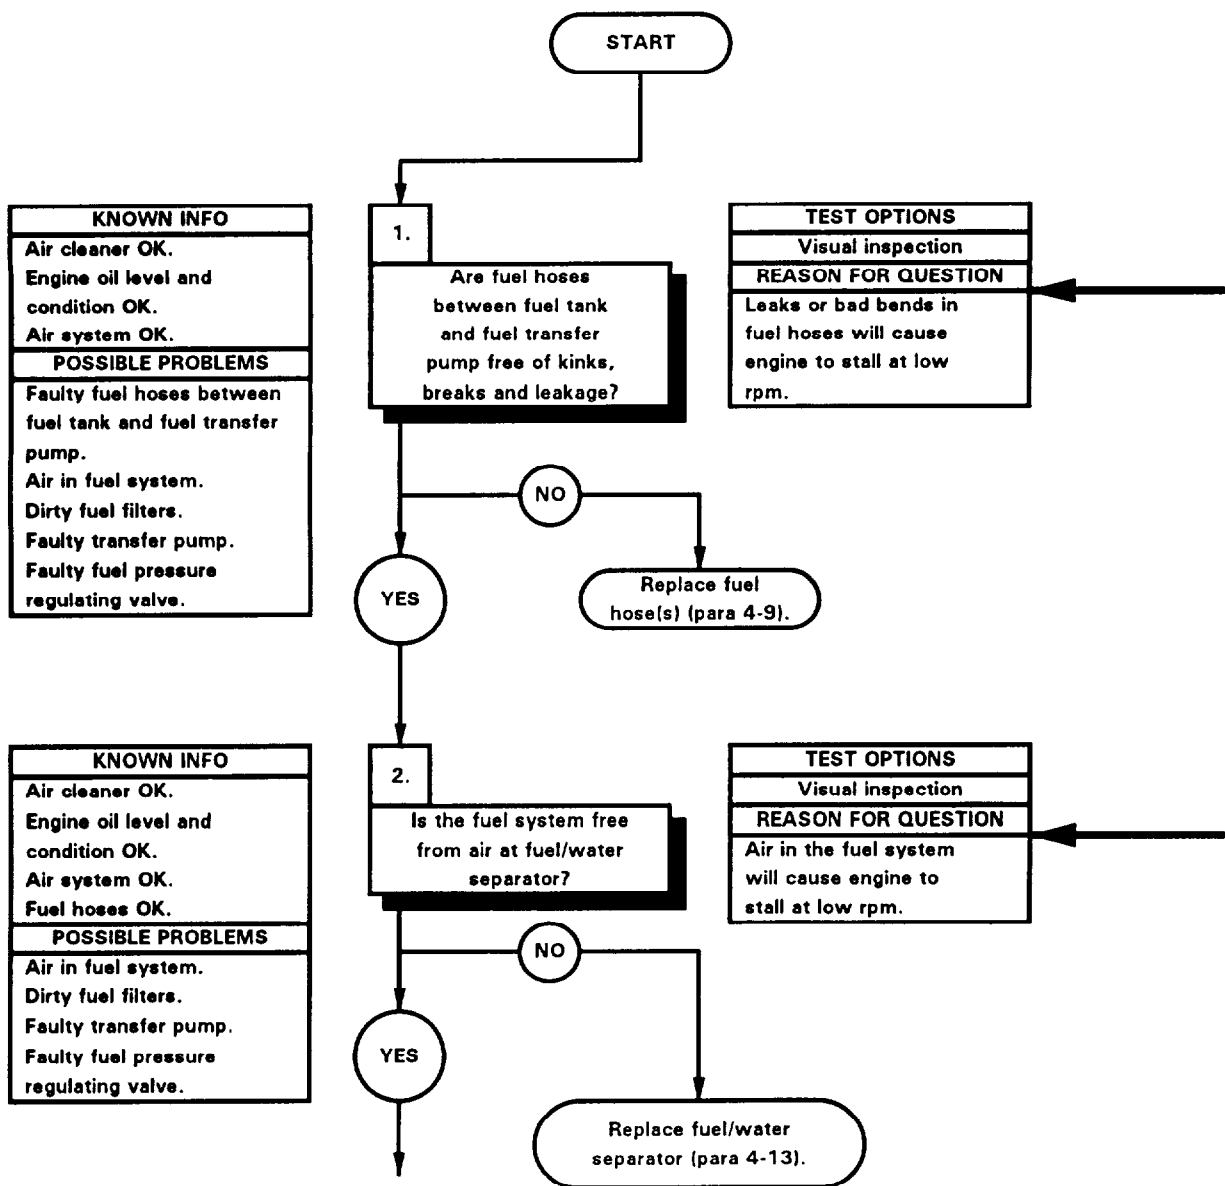 START
KNOWN INFO
Air cleaner OK.
Engine oil level and
condition OK.
Air system OK.
POSSIBLE PROBLEMS
Faulty fuel hoses between
fuel tank and fuel transfer
pump.
Air in fuel system.
Dirty fuel filters.
Faulty transfer pump.
Faulty fuel pressure
regulating valve.
1.
Are fuel hoses
between fuel tank
and fuel transfer
pump free of kinks,
breaks and leakage?
TEST OPTIONS
Visual inspection
REASON FOR QUESTION
Leaks or bad bends in
fuel hoses will cause
engine to stall at low
rpm.
NO
YES
Replace fuel
hose(s) (para 4-9).
KNOWN INFO
Air cleaner OK.
Engine oil level and
condition OK.
Air system OK.
Fuel hoses OK.
POSSIBLE PROBLEMS
Air in fuel system.
Dirty fuel filters.
Faulty transfer pump.
Faulty fuel pressure
regulating valve.
2.
Is the fuel system free
from air at fuel/water
separator?
TEST OPTIONS
Visual inspection
REASON FOR QUESTION
Air in the fuel system
will cause engine to
stall at low rpm.
NO
YES
Replace fuel/water
separator (para 4-13).